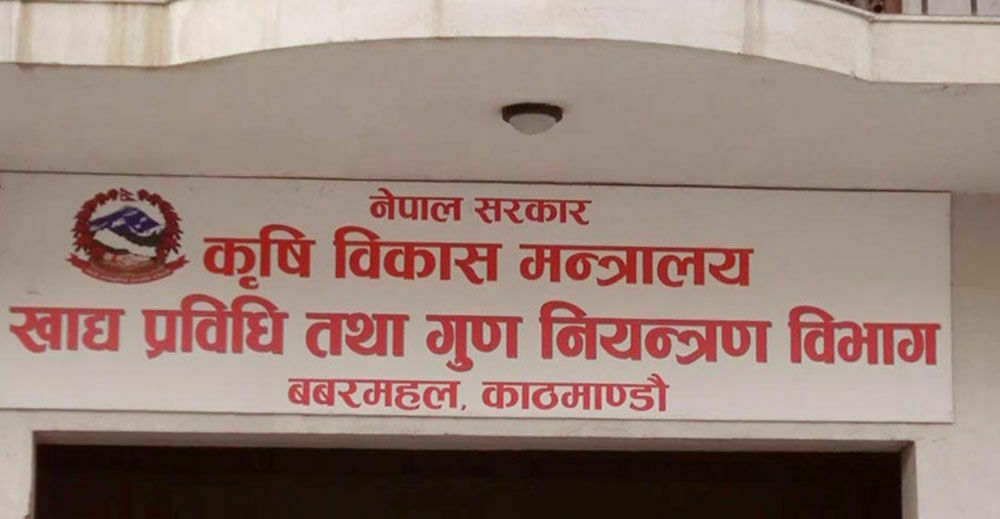 नेपाल सरकार
कृषि विकास मन्त्रालय
खाद्य प्रविधि तथा गुण नियन्त्रण विभाग
बबरमहल, काठमाण्डौ